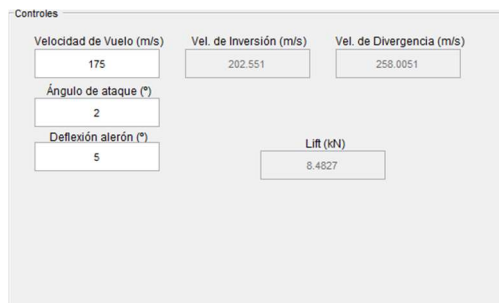 Controles
Velocidad de Vuelo (m/s) Vel. de Inversión (m/s) Vel. de Divergencia (m/s)
175 202.551 258.0051
Ángulo de ataque (º)
2
Deflexión alerón (º)
5
Lift (kN)
8.4827